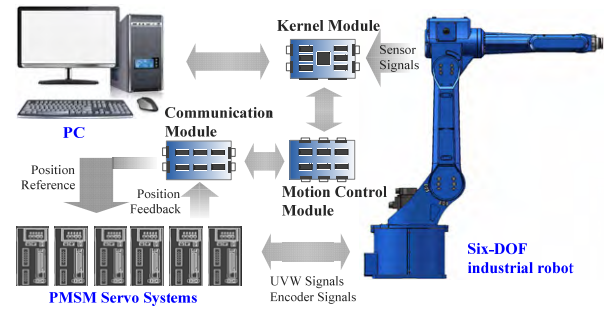 Kernel Module
Sensor
Signals
PC
Communication
Module
Position
Reference
Position
Feedback
Motion Control
Module
Six-DOF
industrial robot
UVW Signals
Encoder Signals
PMSM Servo Systems